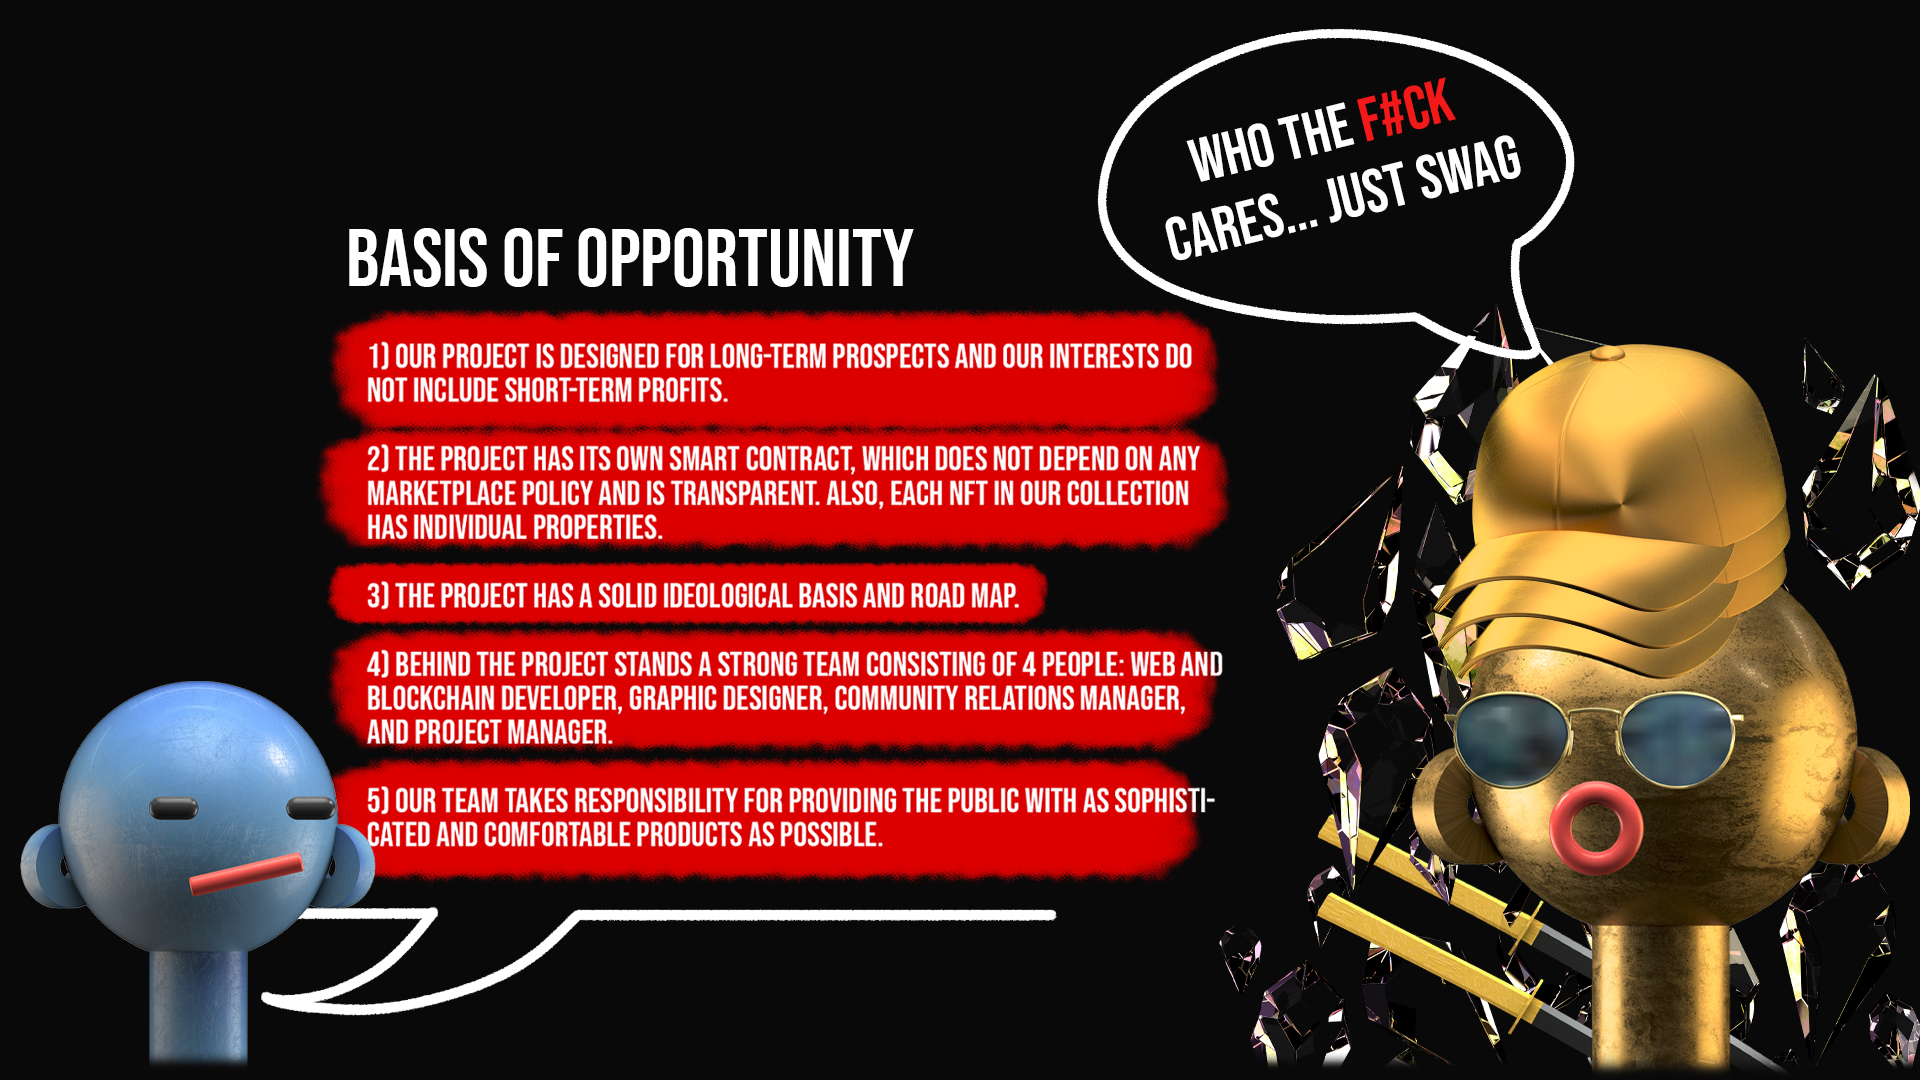 WHO THE F#CK
CARES... JUST SWAG
BASIS OF OPPORTUNITY
1) OUR PROJECT IS DESIGNED FOR LONG-TERM PROSPECTS AND OUR INTERESTS DO
NOT INCLUDE SHORT-TERM PROFITS.
2) THE PROJECT HAS ITS OWN SMART CONTRACT, WHICH DOES NOT DEPEND ON ANY
MARKETPLACE POLICY AND IS TRANSPARENT. ALSO, EACH NFT IN OUR COLLECTION
HAS INDIVIDUAL PROPERTIES.
3) THE PROJECT HAS A SOLID IDEOLOGICAL BASIS AND ROAD MAP.
4) BEHIND THE PROJECT STANDS A STRONG TEAM CONSISTING OF 4 PEOPLE: WEB AND
BLOCKCHAIN DEVELOPER, GRAPHIC DESIGNER, COMMUNITY RELATIONS MANAGER,
AND PROJECT MANAGER.
5) OUR TEAM TAKES RESPONSIBILITY FOR PROVIDING THE PUBLIC WITH AS SOPHISTI-
CATED AND COMFORTABLE PRODUCTS AS POSSIBLE.